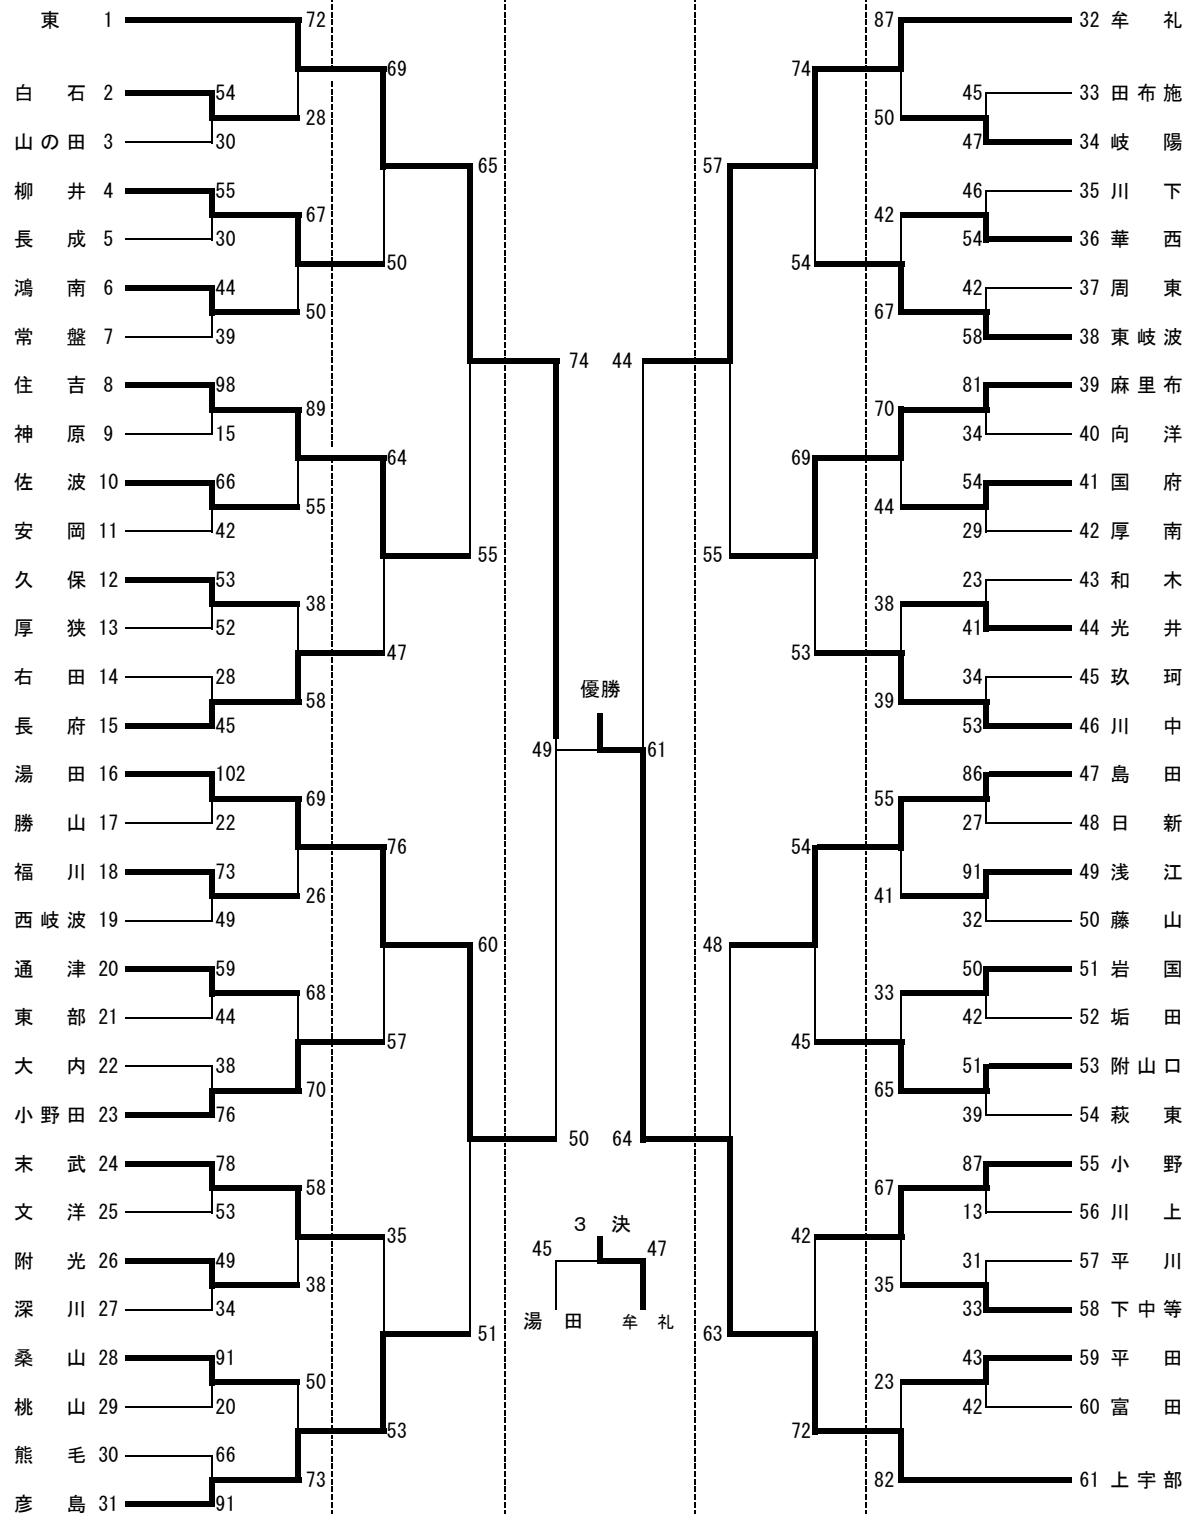 東 1 72 87 32 牟 礼
69 74
白 石 2 54 45 33 田 布 施
28 50
山 の 田 3 30 47 34 岐 陽
65 57
柳 井 4 55 46 35 川 下
67 42
長 成 5 30 54 36 華 西
50 54
鴻 南 6 44 42 37 周 東
50 67
常 盤 7 39 58 38 東 岐 波
74 44
住 吉 8 98 81 39 麻 里 布
89 70
神 原 9 15 34 40 向 洋
64 69
佐 波 10 66 54 41 国 府
55 44
安 岡 11 42 29 42 厚 南
55 55
久 保 12 53 23 43 和 木
38 38
厚 狭 13 52 41 44 光 井
47 53
右 田 14 28 34 45 玖 珂
優勝
58 39
長 府 15 45 53 46 川 中
49 61
湯 田 16 102 86 47 島 田
69 55
勝 山 17 22 27 48 日 新
76 54
福 川 18 73 91 49 浅 江
26 41
西 岐 波 19 49 32 50 藤 山
60 48
通 津 20 59 50 51 岩 国
68 33
東 部 21 44 42 52 垢 田
57 45
大 内 22 38 51 53 附 山 口
70 65
小 野 田 23 76 39 54 萩 東
50 64
末 武 24 78 87 55 小 野
58 67
文 洋 25 53 13 56 川 上
3 決
35 42
45 47
附 光 26 49 31 57 平 川
38 35
深 川 27 34 33 58 下 中 等
湯 田 牟 礼
51 63
桑 山 28 91 43 59 平 田
50 23
桃 山 29 20 42 60 富 田
53 72
熊 毛 30 66
73 82 61 上 宇 部
彦 島 31 91